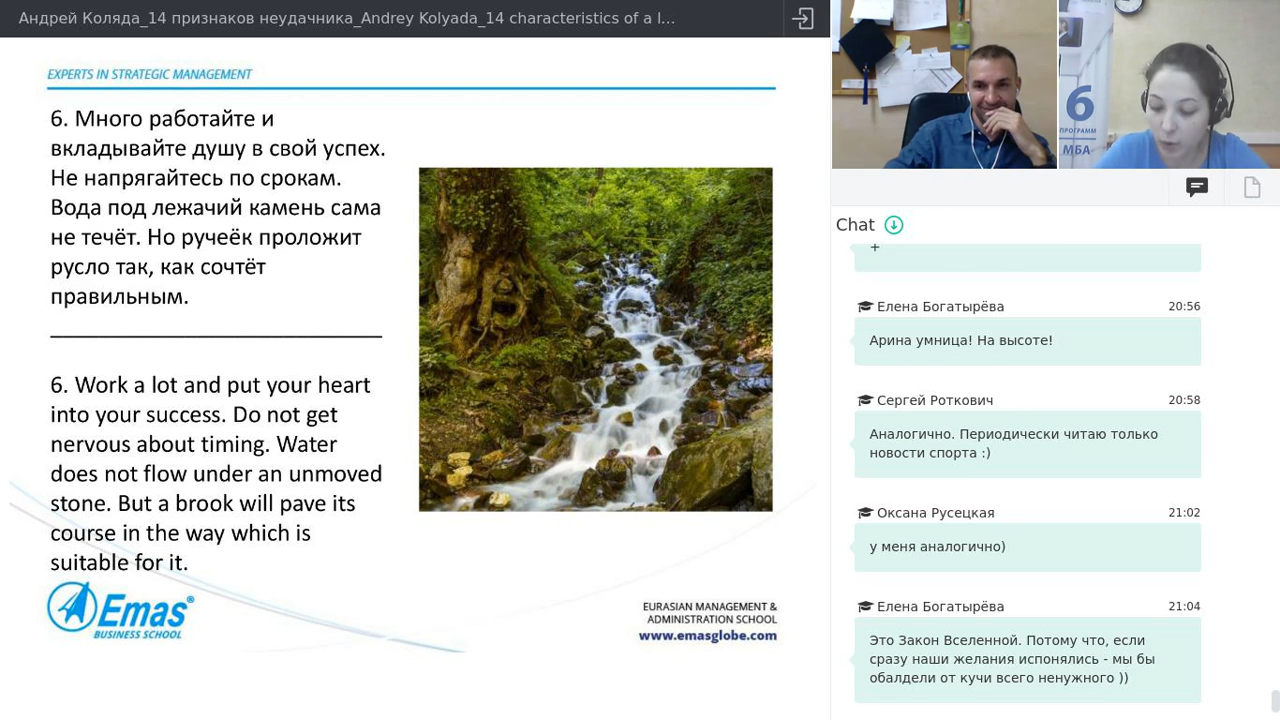 Андрей Коляда_14 признаков неудачника_Andrey Kolyada_14 characteristics of a l...
EXPERTS IN STRATEGIC MANAGEMENT
6. Много работайте и
вкладывайте душу в свой успех.
Не напрягайтесь по срокам.
Вода под лежачий камень сама
не течёт. Но ручеёк проложит
русло так, как сочтёт
правильным.
6. Work a lot and put your heart
into your success. Do not get
nervous about timing. Water
does not flow under an unmoved
stone. But a brook will pave its
course in the way which is
suitable for it.
Emas®
BUSINESS SCHOOL
EURASIAN MANAGEMENT &
ADMINISTRATION SCHOOL
www.emasglobe.com
6
ПРОГРАММ
МБА
Chat
+
Елена Богатырёва 20:56
Арина умница! На высоте!
Сергей Роткович 20:58
Аналогично. Периодически читаю только
новости спорта :)
Оксана Русецкая 21:02
у меня аналогично)
Елена Богатырёва 21:04
Это Закон Вселенной. Потому что, если
сразу наши желания испонялись - мы бы
обалдели от кучи всего ненужного ))